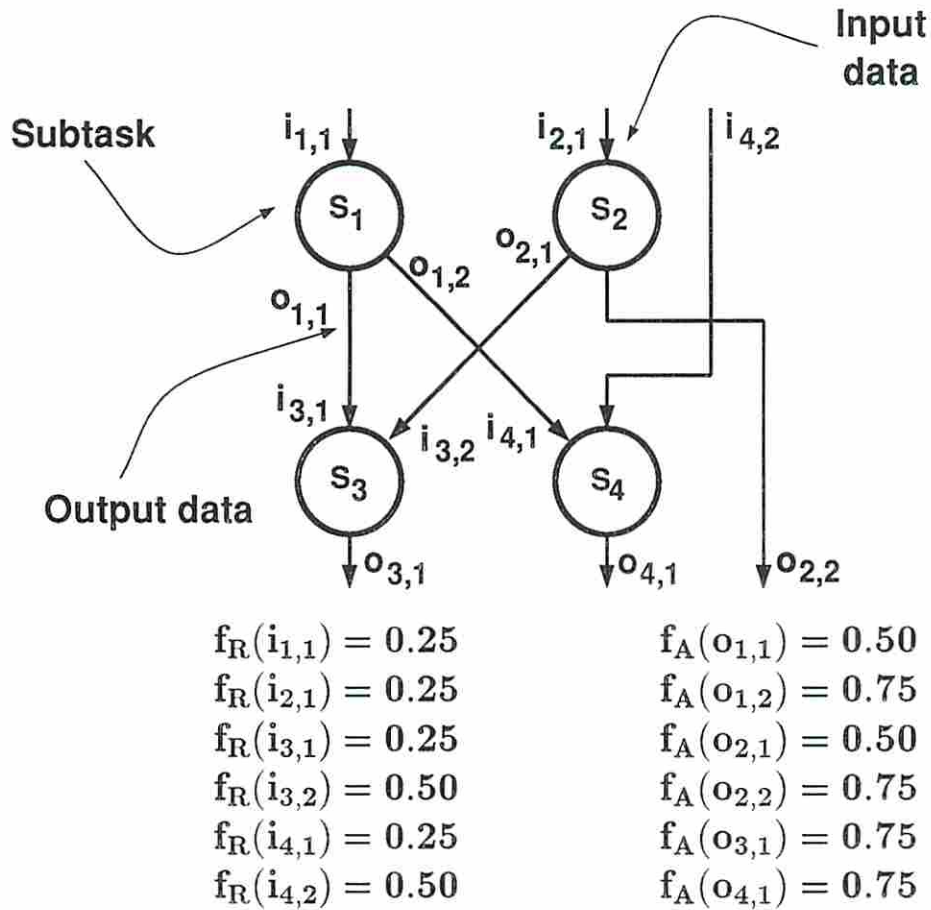 Input
data
Subtask
i1,1
i2,1
i4,2
S1
S2
o2,1
o1,2
o1,1
i3,1
i3,2
i4,1
S3
S4
Output data
o3,1
o4,1
o2,2
fR(i1,1) = 0.25 fA(o1,1) = 0.50
fR(i2,1) = 0.25 fA(o1,2) = 0.75
fR(i3,1) = 0.25 fA(o2,1) = 0.50
fR(i3,2) = 0.50 fA(o2,2) = 0.75
fR(i4,1) = 0.25 fA(o3,1) = 0.75
fR(i4,2) = 0.50 fA(o4,1) = 0.75